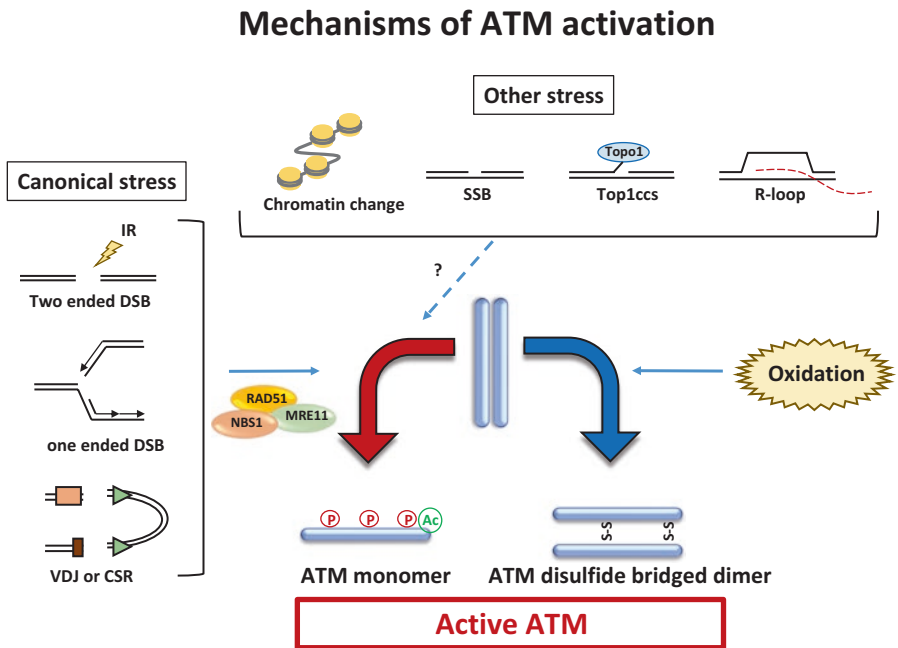 Mechanisms of ATM activation
Other stress
Canonical stress
Topo1
Chromatin change
SSB
Top1ccs
R-loop
IR
Two ended DSB
?
Oxidation
RAD51
NBS1
MRE11
one ended DSB
P
P
P
Ac
S-S
S-S
VDJ or CSR
ATM monomer
ATM disulfide bridged dimer
Active ATM